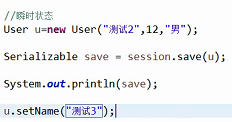 //瞬时状态
User u=new User("测试2",12,"男");
Serializable save = session.save(u);
System.out.println(save);
u.setName("测试3");